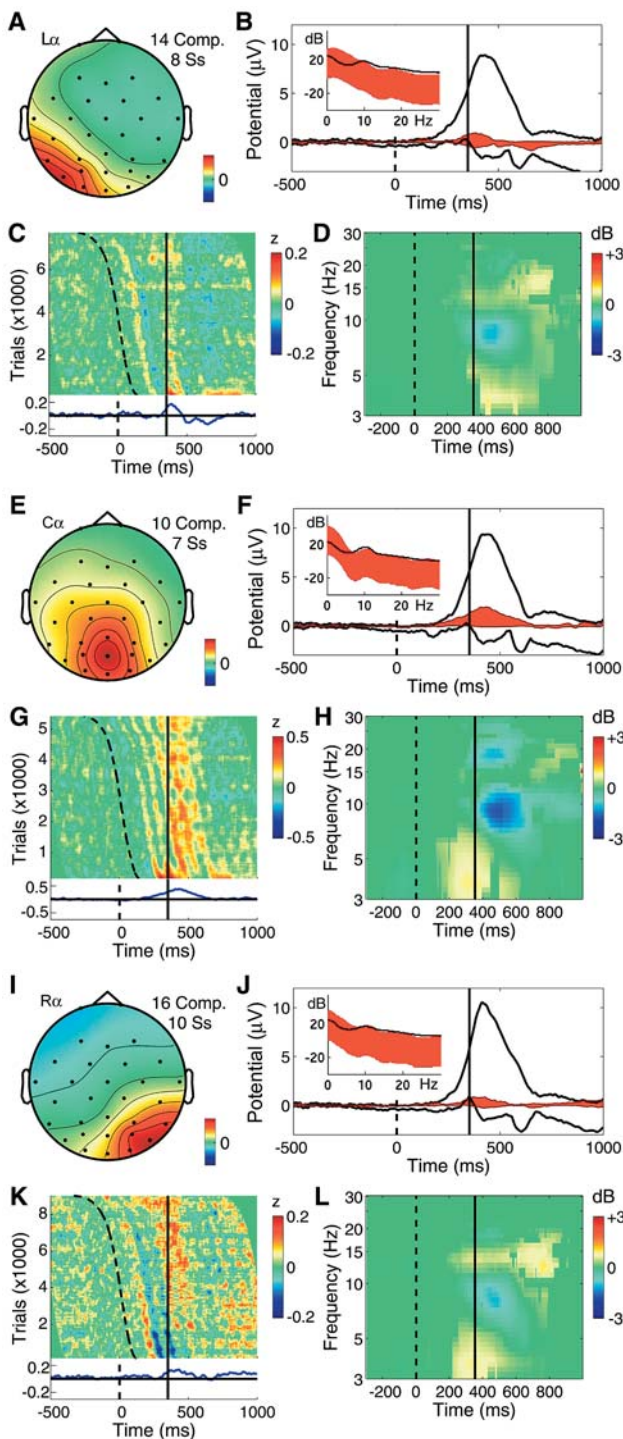 A Lα 14 Comp.
8 Ss
0
B Potential (µV)
10
5
0
dB
20
-20
0 10 20 Hz
-500 0 500 1000
Time (ms)
C Trials (x1000)
6
4
2
z
0.2
0
-0.2
0.2
-0.2
-500 0 500 1000
Time (ms)
D Frequency (Hz)
30
20
15
10
5
3
dB
+3
0
-3
-200 0 200 400 600 800
Time (ms)
E Cα 10 Comp.
7 Ss
0
F Potential (µV)
10
5
0
dB
20
-20
0 10 20 Hz
-500 0 500 1000
Time (ms)
G Trials (x1000)
5
4
3
2
1
z
0.5
0
-0.5
0.5
-0.5
-500 0 500 1000
Time (ms)
H Frequency (Hz)
30
20
15
10
5
3
dB
+3
0
-3
-200 0 200 400 600 800
Time (ms)
I Rα 16 Comp.
10 Ss
0
J Potential (µV)
10
5
0
dB
20
-20
0 10 20 Hz
-500 0 500 1000
Time (ms)
K Trials (x1000)
8
6
4
2
z
0.2
0
-0.2
0.2
-0.2
-500 0 500 1000
Time (ms)
L Frequency (Hz)
30
20
15
10
5
3
dB
+3
0
-3
-200 0 200 400 600 800
Time (ms)